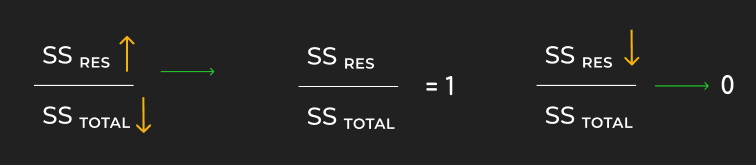 SS RES
SS TOTAL
SS RES
SS TOTAL
= 1
SS RES
SS TOTAL
0